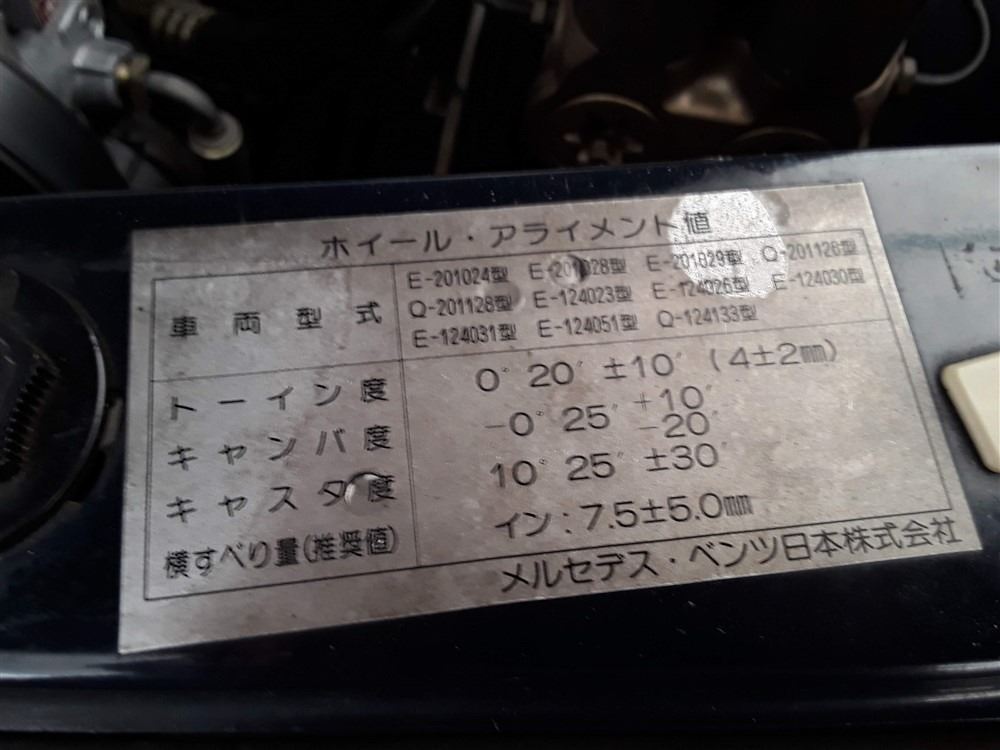 ホイール・アライメント値
車両型式 E-201024型 E-201028型 E-201029型 Q-201126型
Q-201128型 E-124023型 E-124026型 E-124030型
E-124031型 E-124051型 Q-124133型
トーイン度 0°20′±10′(4±2㎜)
キャンバ度 -0°25′+10′-20′
キャスタ度 10°25′±30′
横すべり量(推奨値) イン:7.5±5.0㎜
メルセデス・ベンツ日本株式会社